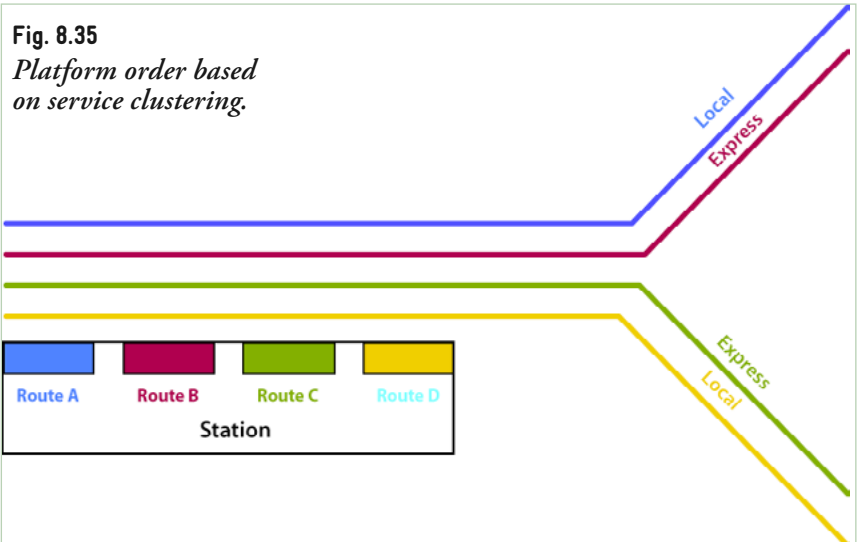 Fig. 8.35
Platform order based
on service clustering.
Local
Express
Express
Local
Route A Route B Route C Route D
Station